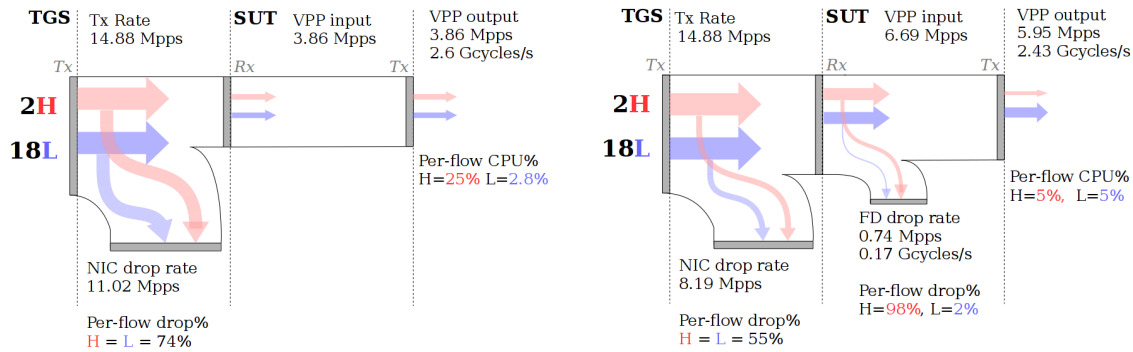 TGS
Tx Rate
14.88 Mpps
SUT
VPP input
3.86 Mpps
VPP output
3.86 Mpps
2.6 Gcycles/s
Tx
Rx
Tx
2H
18L
Per-flow CPU%
H=25% L=2.8%
NIC drop rate
11.02 Mpps
Per-flow drop%
H = L = 74%
TGS
Tx Rate
14.88 Mpps
SUT
VPP input
6.69 Mpps
VPP output
5.95 Mpps
2.43 Gcycles/s
Tx
Rx
Tx
2H
18L
Per-flow CPU%
H=5%, L=5%
FD drop rate
0.74 Mpps
0.17 Gcycles/s
Per-flow drop%
H=98%, L=2%
NIC drop rate
8.19 Mpps
Per-flow drop%
H = L = 55%